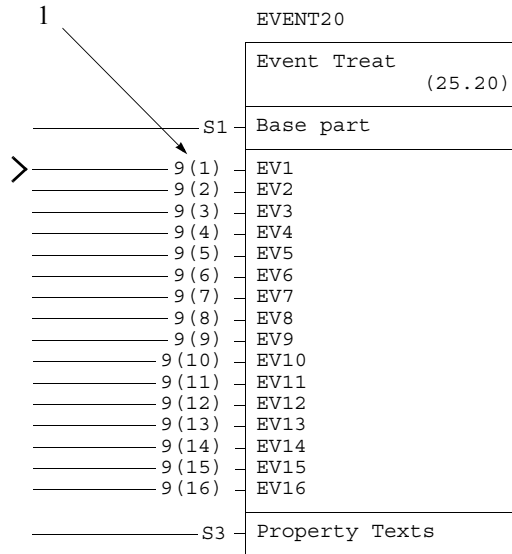 1
EVENT20
Event Treat
(25.20)
S1 Base part
9(1) EV1
9(2) EV2
9(3) EV3
9(4) EV4
9(5) EV5
9(6) EV6
9(7) EV7
9(8) EV8
9(9) EV9
9(10) EV10
9(11) EV11
9(12) EV12
9(13) EV13
9(14) EV14
9(15) EV15
9(16) EV16
S3 Property Texts